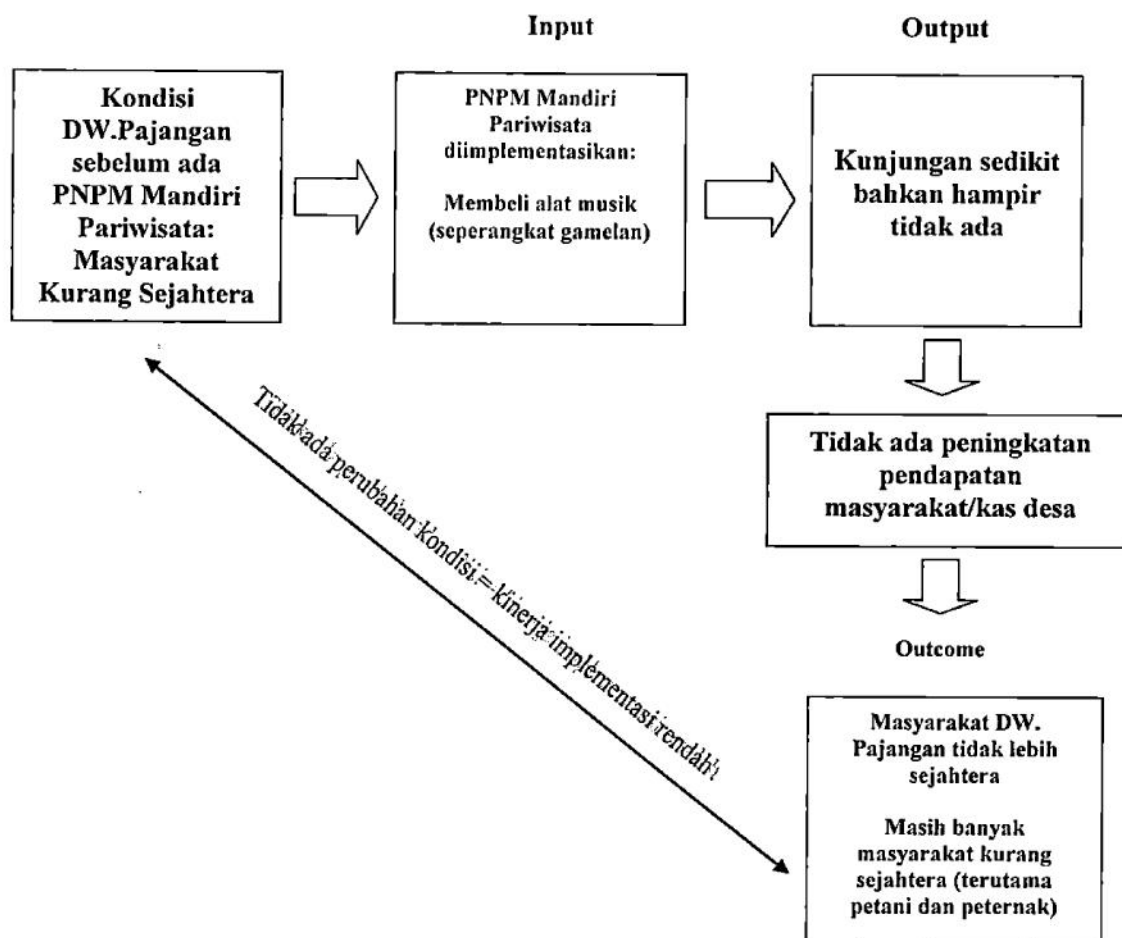 Input
Output
Kondisi
DW.Pajangan
sebelum ada
PNPM Mandiri
Pariwisata:
Masyarakat
Kurang Sejahtera
PNPM Mandiri
Pariwisata
diimplementasikan:
Membeli alat musik
(seperangkat gamelan)
Kunjungan sedikit
bahkan hampir
tidak ada
Tidak ada peningkatan
pendapatan
masyarakat/kas desa
Tidak ada perubahan kondisi = kinerja implementasi rendah
Outcome
Masyarakat DW.
Pajangan tidak lebih
sejahtera
Masih banyak
masyarakat kurang
sejahtera (terutama
petani dan peternak)